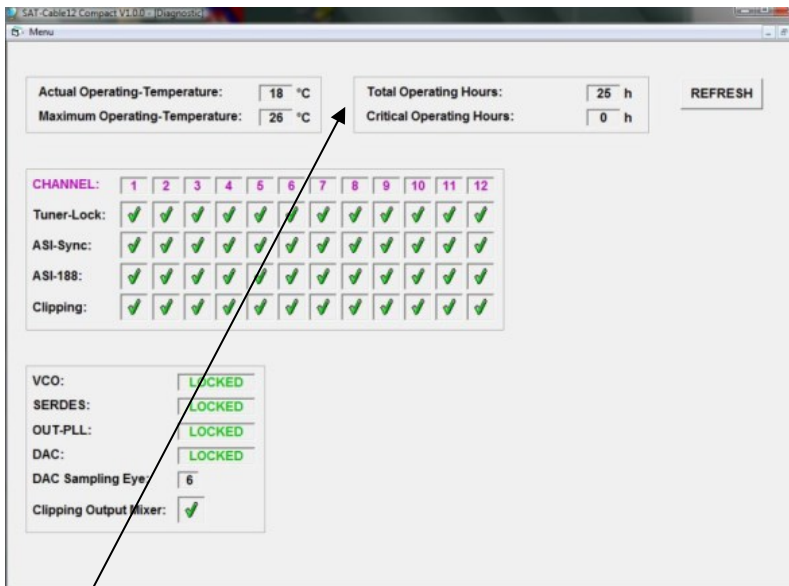 SAT-Cable12 Compact V1.0.0 - [Diagnostic]
Menu
Actual Operating-Temperature: 18 °C
Maximum Operating-Temperature: 26 °C
Total Operating Hours: 25 h
Critical Operating Hours: 0 h
REFRESH
CHANNEL: 1 2 3 4 5 6 7 8 9 10 11 12
Tuner-Lock:
ASI-Sync:
ASI-188:
Clipping:
VCO: LOCKED
SERDES: LOCKED
OUT-PLL: LOCKED
DAC: LOCKED
DAC Sampling Eye: 6
Clipping Output Mixer: